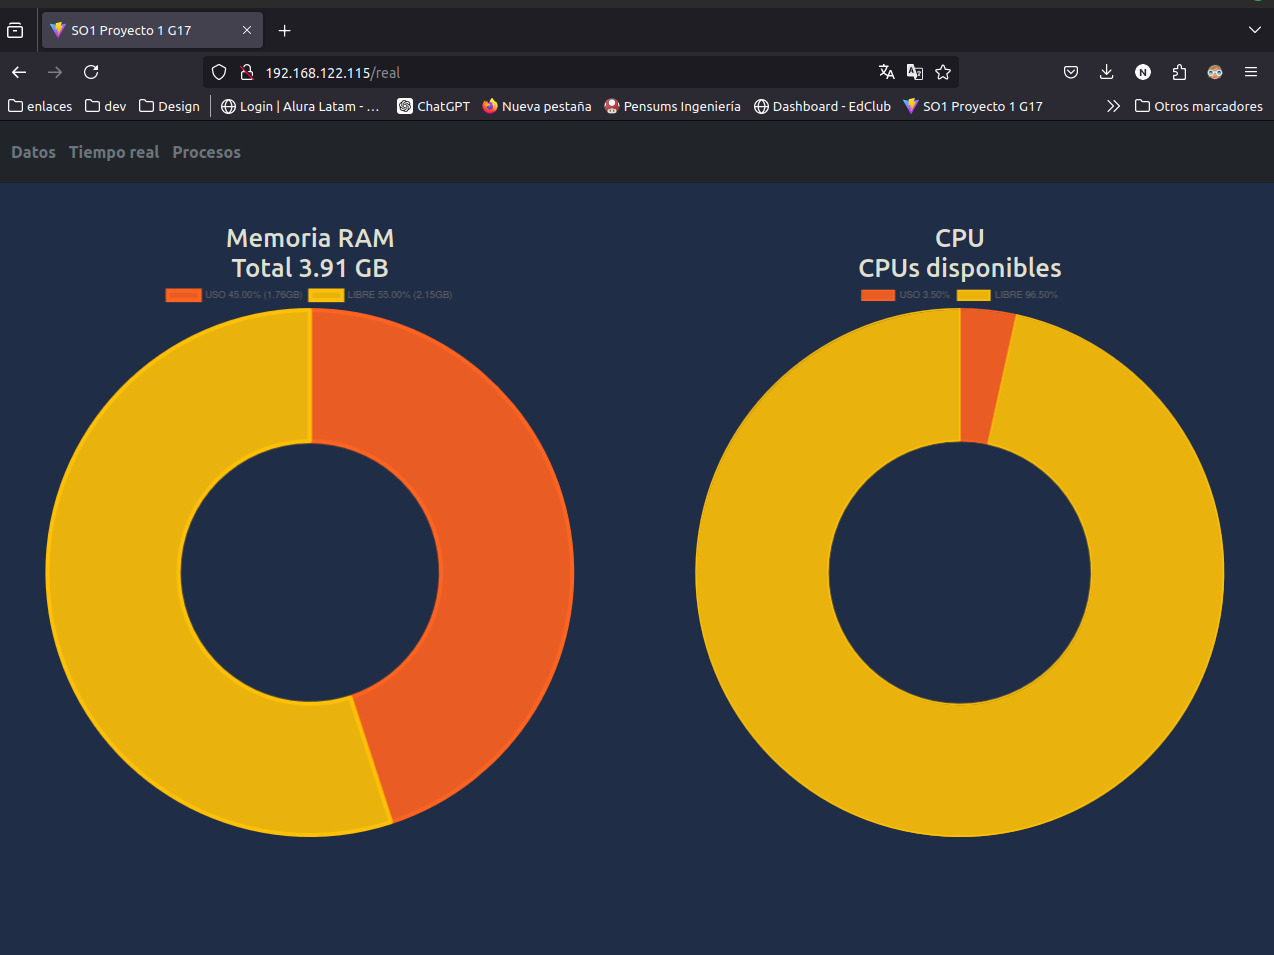 SO1 Proyecto 1 G17
192.168.122.115/real
enlaces dev Design Login | Alura Latam - ... ChatGPT Nueva pestaña Pensums Ingeniería Dashboard - EdClub SO1 Proyecto 1 G17 Otros marcadores
Datos Tiempo real Procesos
Memoria RAM
Total 3.91 GB
USO 45.00% (1.76GB) LIBRE 55.00% (2.15GB)
CPU
CPUs disponibles
USO 3.50% LIBRE 96.50%